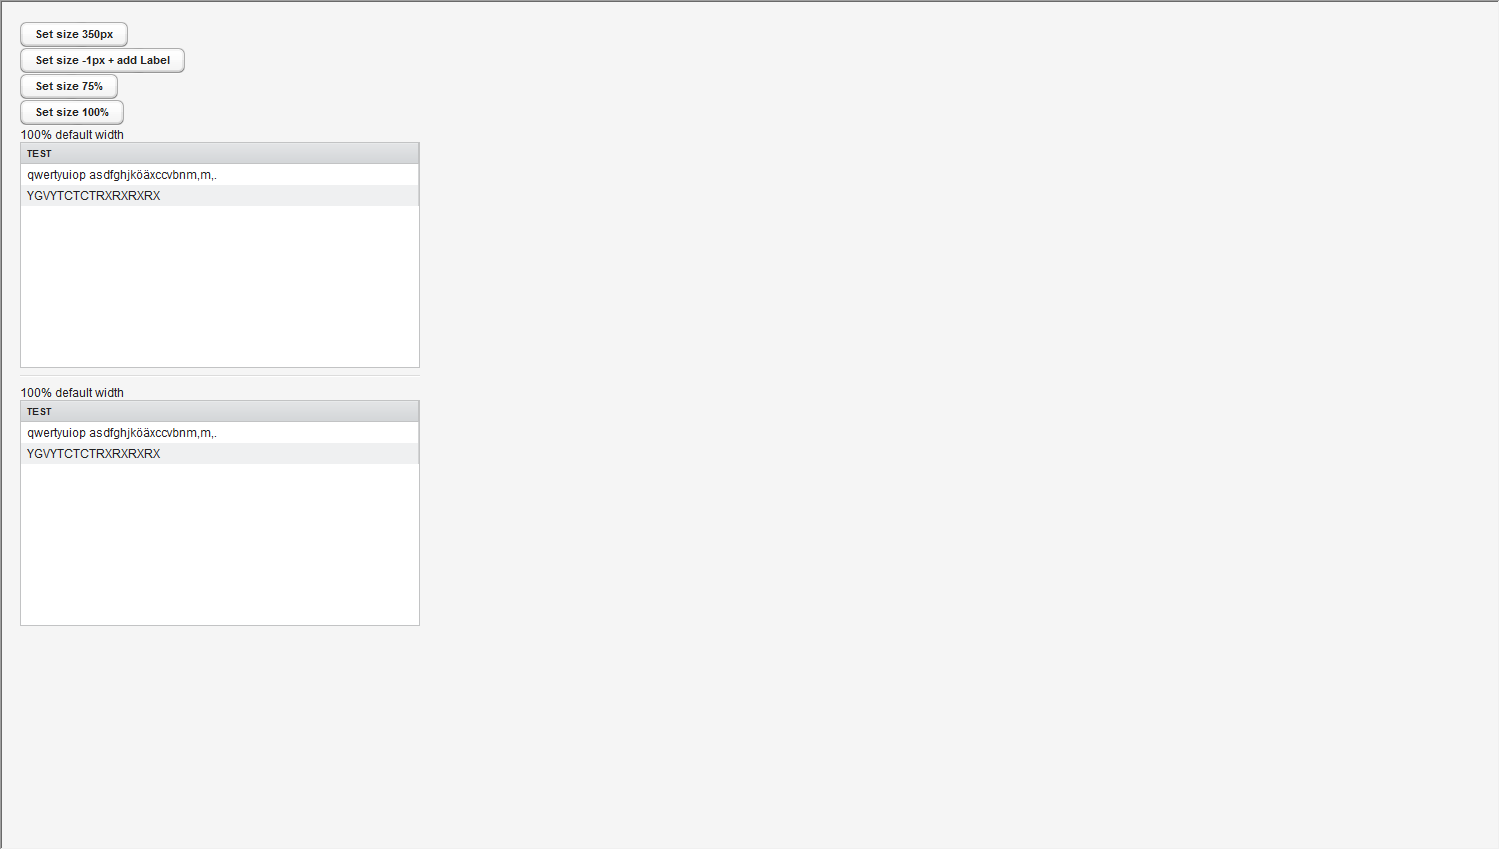 Set size 350px
Set size -1px + add Label
Set size 75%
Set size 100%
100% default width
TEST
qwertyuiop asdfghjköäxccvbnm,m,.
YGVYTCTCTRXRXRXRX
100% default width
TEST
qwertyuiop asdfghjköäxccvbnm,m,.
YGVYTCTCTRXRXRXRX